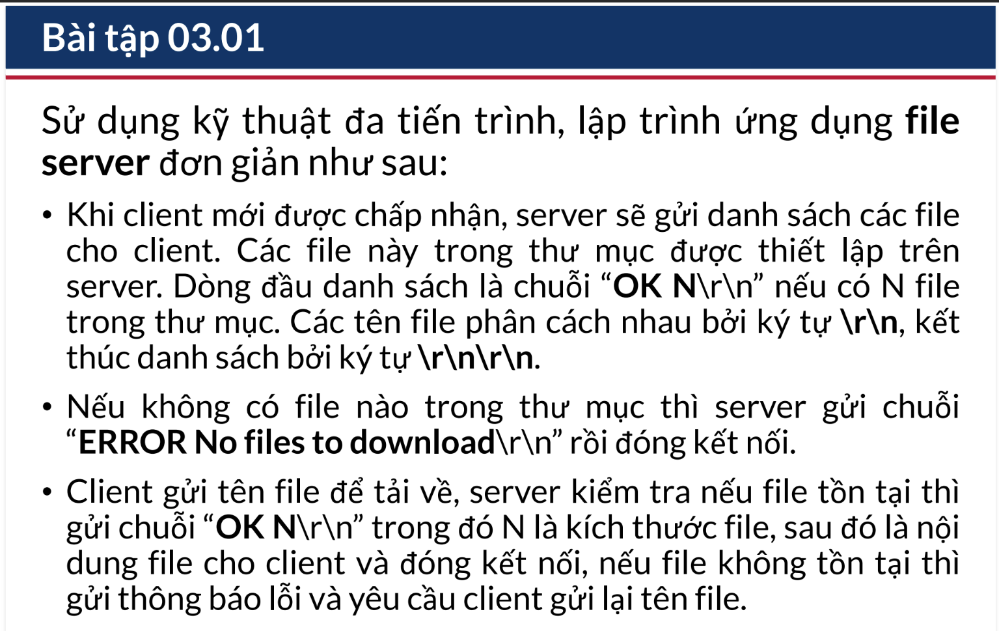 Bài tập 03.01
Sử dụng kỹ thuật đa tiến trình, lập trình ứng dụng file
server đơn giản như sau:
• Khi client mới được chấp nhận, server sẽ gửi danh sách các file
cho client. Các file này trong thư mục được thiết lập trên
server. Dòng đầu danh sách là chuỗi “OK N\r\n” nếu có N file
trong thư mục. Các tên file phân cách nhau bởi ký tự \r\n, kết
thúc danh sách bởi ký tự \r\n\r\n.
• Nếu không có file nào trong thư mục thì server gửi chuỗi
“ERROR No files to download\r\n” rồi đóng kết nối.
• Client gửi tên file để tải về, server kiểm tra nếu file tồn tại thì
gửi chuỗi “OK N\r\n” trong đó N là kích thước file, sau đó là nội
dung file cho client và đóng kết nối, nếu file không tồn tại thì
gửi thông báo lỗi và yêu cầu client gửi lại tên file.